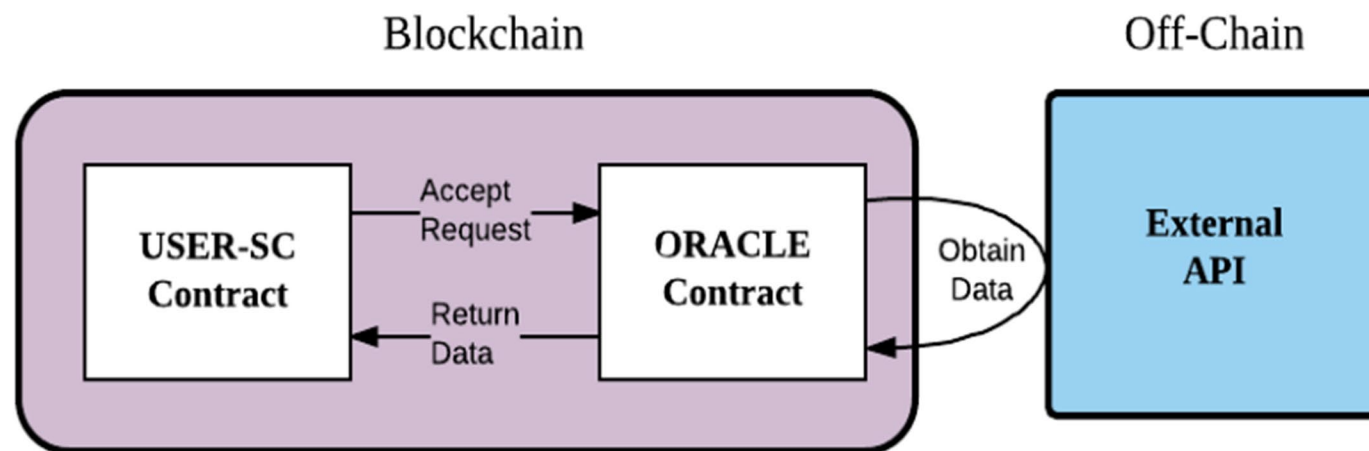 Blockchain
Off-Chain
USER-SC
Contract
Accept
Request
Return
Data
ORACLE
Contract
Obtain
Data
External
API